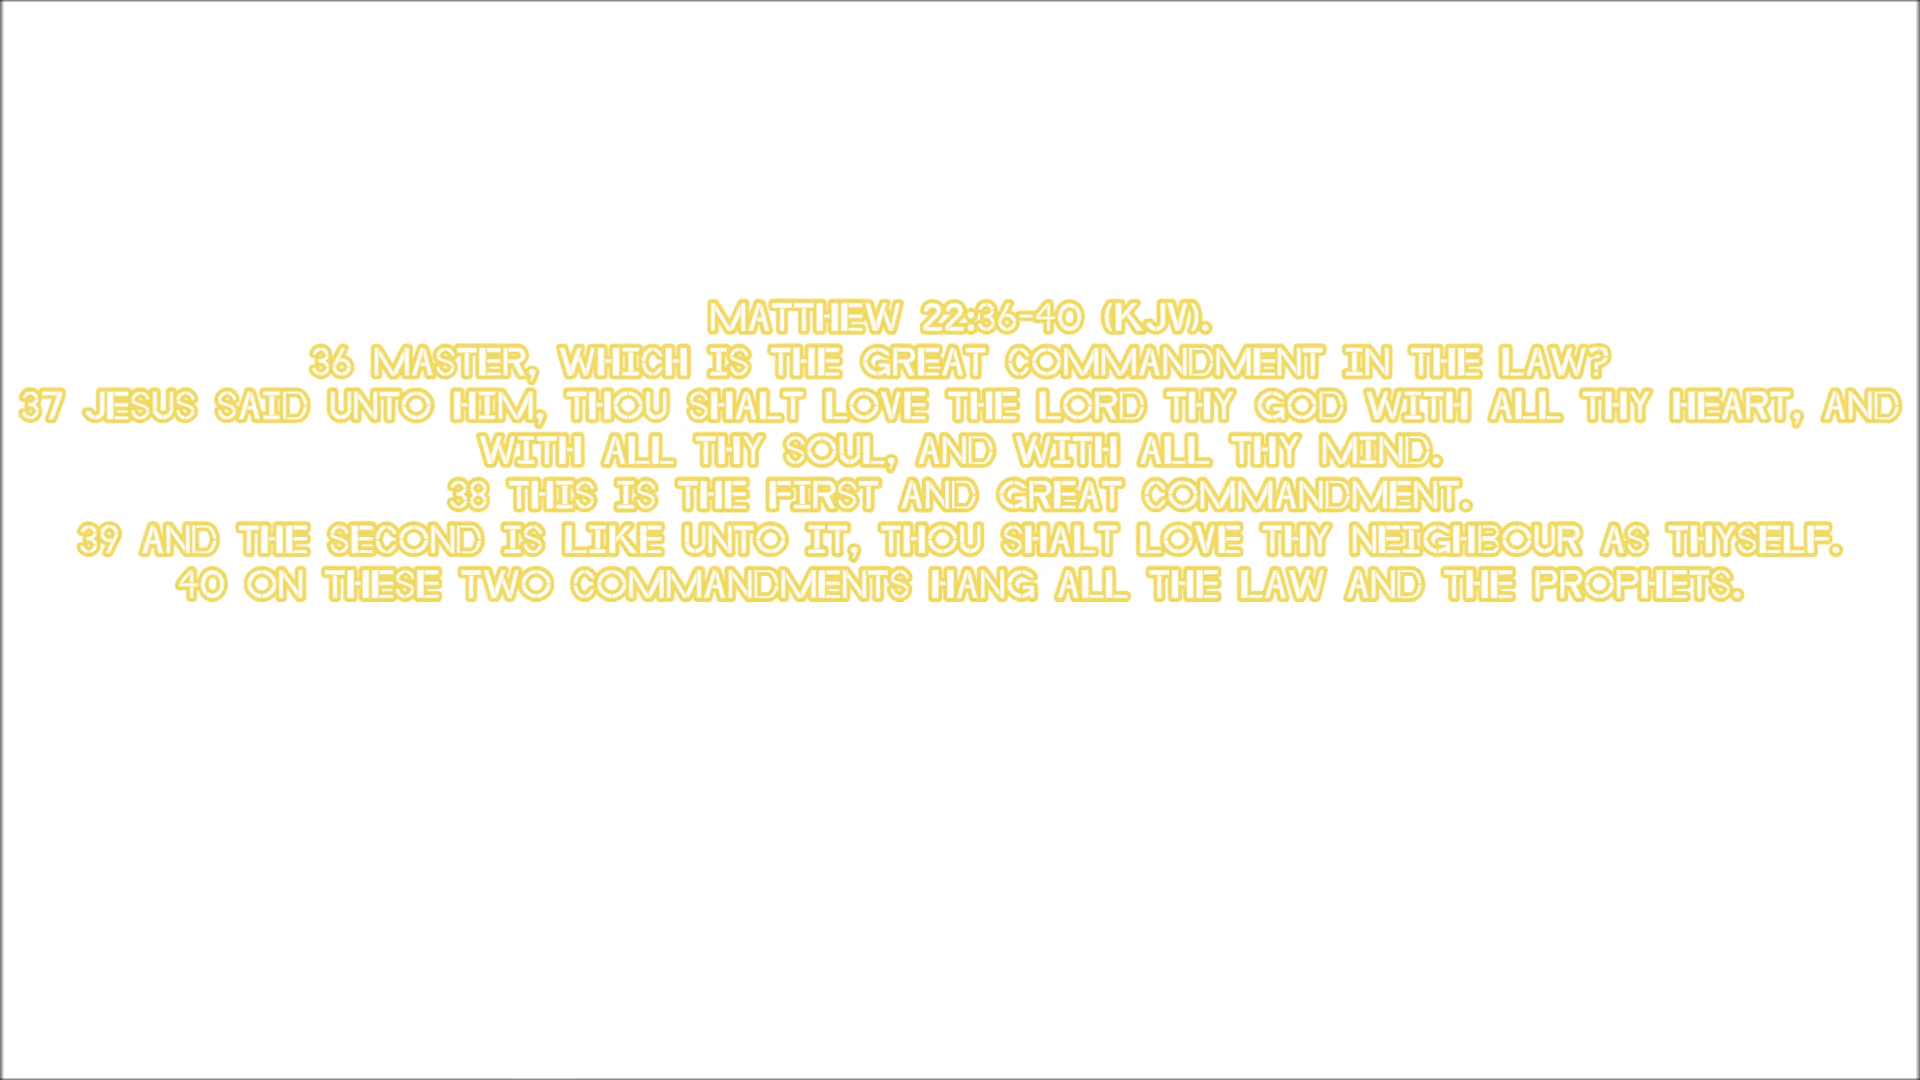 MATTHEW 22:36-40 (KJV).
36 MASTER, WHICH IS THE GREAT COMMANDMENT IN THE LAW?
37 JESUS SAID UNTO HIM, THOU SHALT LOVE THE LORD THY GOD WITH ALL THY HEART, AND
WITH ALL THY SOUL, AND WITH ALL THY MIND.
38 THIS IS THE FIRST AND GREAT COMMANDMENT.
39 AND THE SECOND IS LIKE UNTO IT, THOU SHALT LOVE THY NEIGHBOUR AS THYSELF.
40 ON THESE TWO COMMANDMENTS HANG ALL THE LAW AND THE PROPHETS.